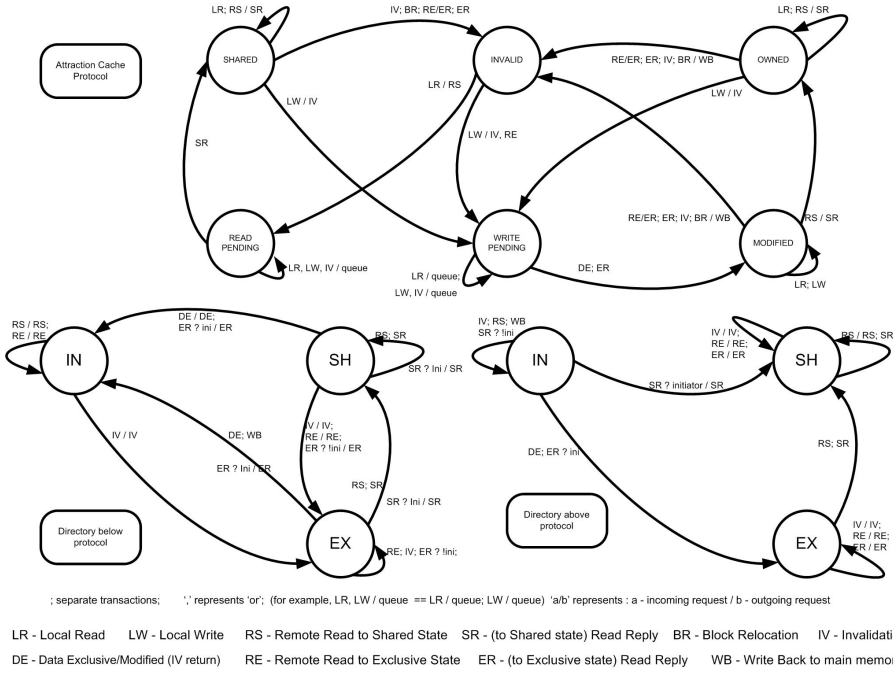 LR; RS / SR
IV; BR; RE/ER; ER
LR; RS / SR
Attraction Cache
Protocol
SHARED
INVALID
OWNED
RE/ER; ER; IV; BR / WB
LR / RS
LW / IV
LW / IV
LW / IV, RE
SR
READ
PENDING
WRITE
PENDING
MODIFIED
RE/ER; ER; IV; BR / WB
RS / SR
LR, LW, IV / queue
LR / queue;
LW, IV / queue
DE; ER
LR; LW
RS / RS;
RE / RE
DE / DE;
ER ? ini / ER
IN
SH
RS; SR
SR ? Ini / SR
IV / IV
DE; WB
ER ? Ini / ER
IV / IV;
RE / RE;
ER ? !ini / ER
RS; SR
SR ? Ini / SR
Directory below
protocol
EX
RE; IV; ER ? !ini;
IV; RS; WB
SR ? !ini
IN
IV / IV;
RE / RE;
ER / ER
SH
RS / RS; SR
SR ? initiator / SR
DE; ER ? ini
RS; SR
Directory above
protocol
EX
IV / IV;
RE / RE;
ER / ER
; separate transactions; ‘,’ represents ‘or’; (for example, LR, LW / queue == LR / queue; LW / queue) ‘a/b’ represents : a - incoming request / b - outgoing request
LR - Local Read LW - Local Write RS - Remote Read to Shared State SR - (to Shared state) Read Reply BR - Block Relocation IV - Invalidati
DE - Data Exclusive/Modified (IV return) RE - Remote Read to Exclusive State ER - (to Exclusive state) Read Reply WB - Write Back to main memor